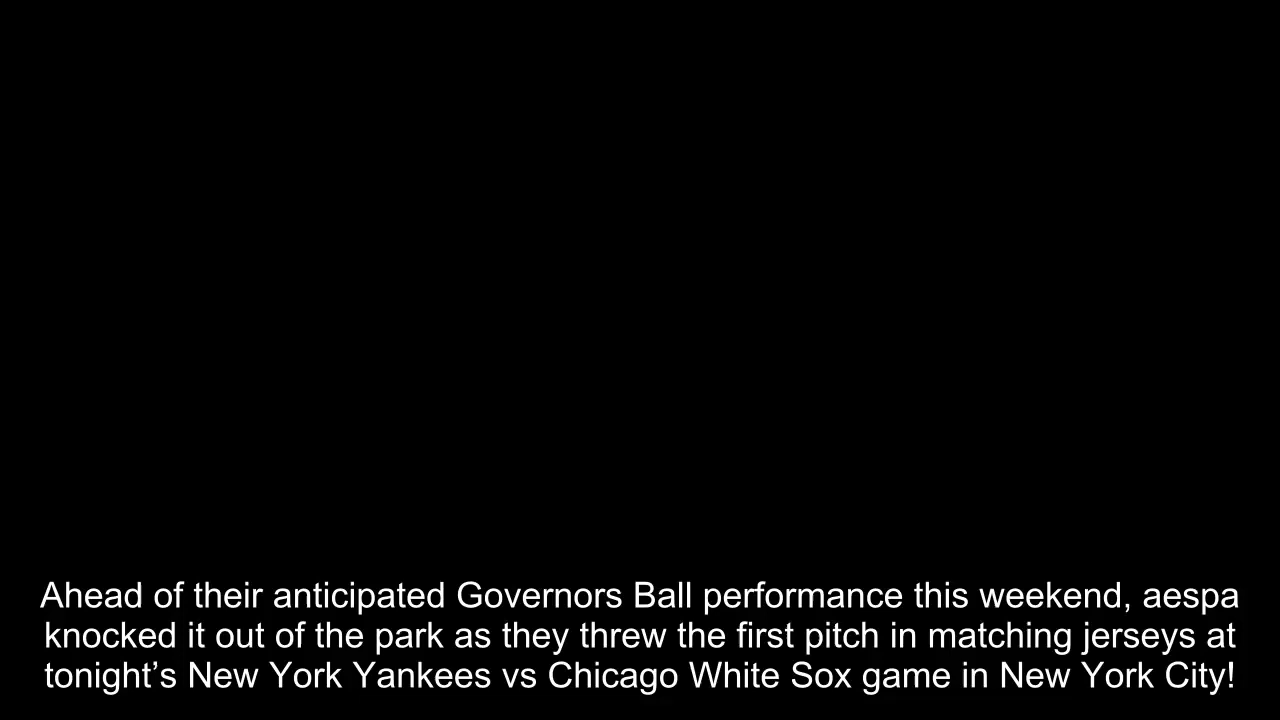 Ahead of their anticipated Governors Ball performance this weekend, aespa
knocked it out of the park as they threw the first pitch in matching jerseys at
tonight’s New York Yankees vs Chicago White Sox game in New York City!